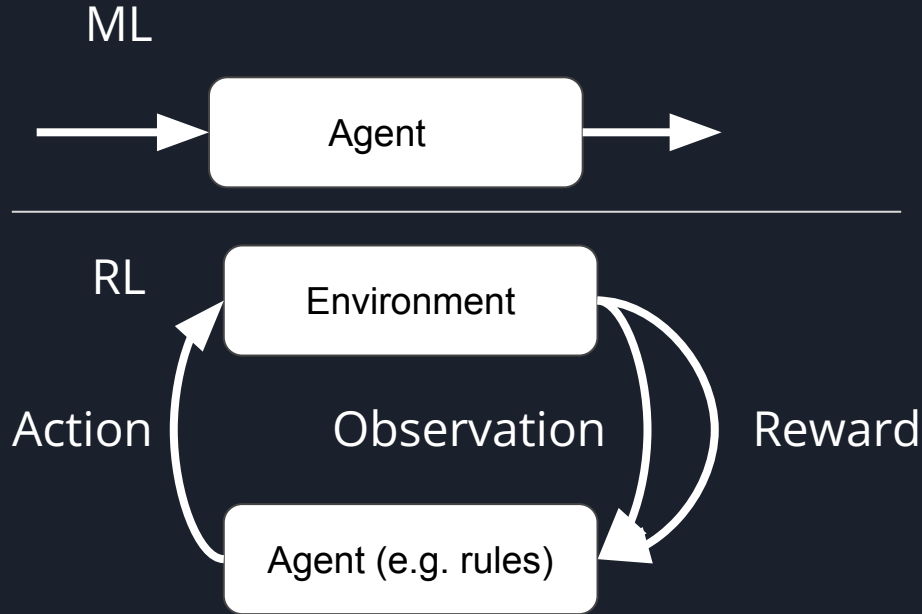 ML
Agent
RL
Environment
Action
Observation
Reward
Agent (e.g. rules)